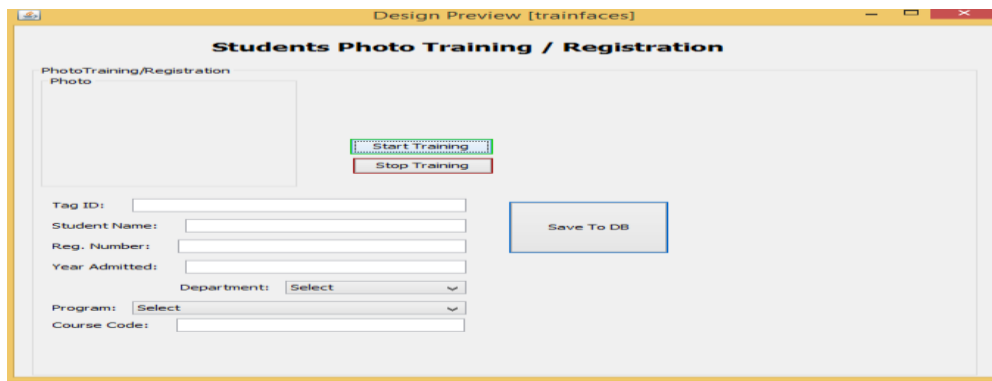 Design Preview [trainfaces]
Students Photo Training / Registration
PhotoTraining/Registration
Photo
Start Training
Stop Training
Tag ID:
Student Name:
Save To DB
Reg. Number:
Year Admitted:
Department: Select
Program: Select
Course Code: